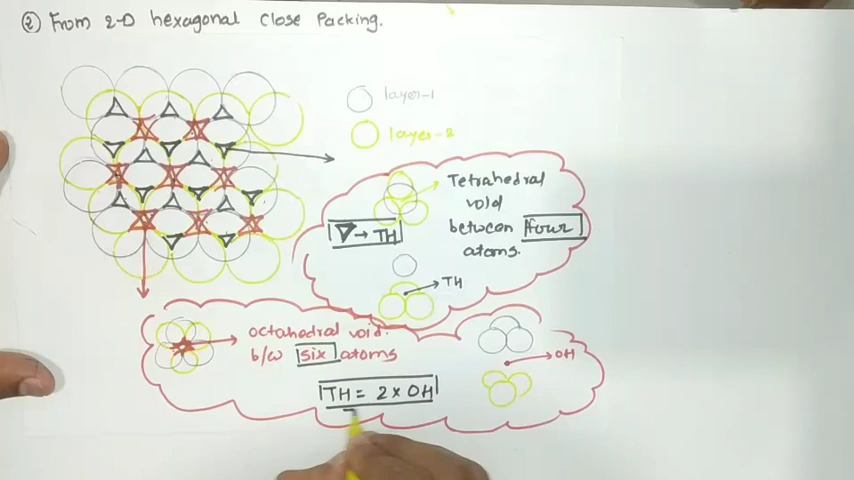 ② From 2-D hexagonal Close Packing.
layer-1
layer-2
Tetrahedral
void
between four
atoms.
▽→ TH
TH
octahedral void.
b/w six atoms
OH
TH = 2 × OH